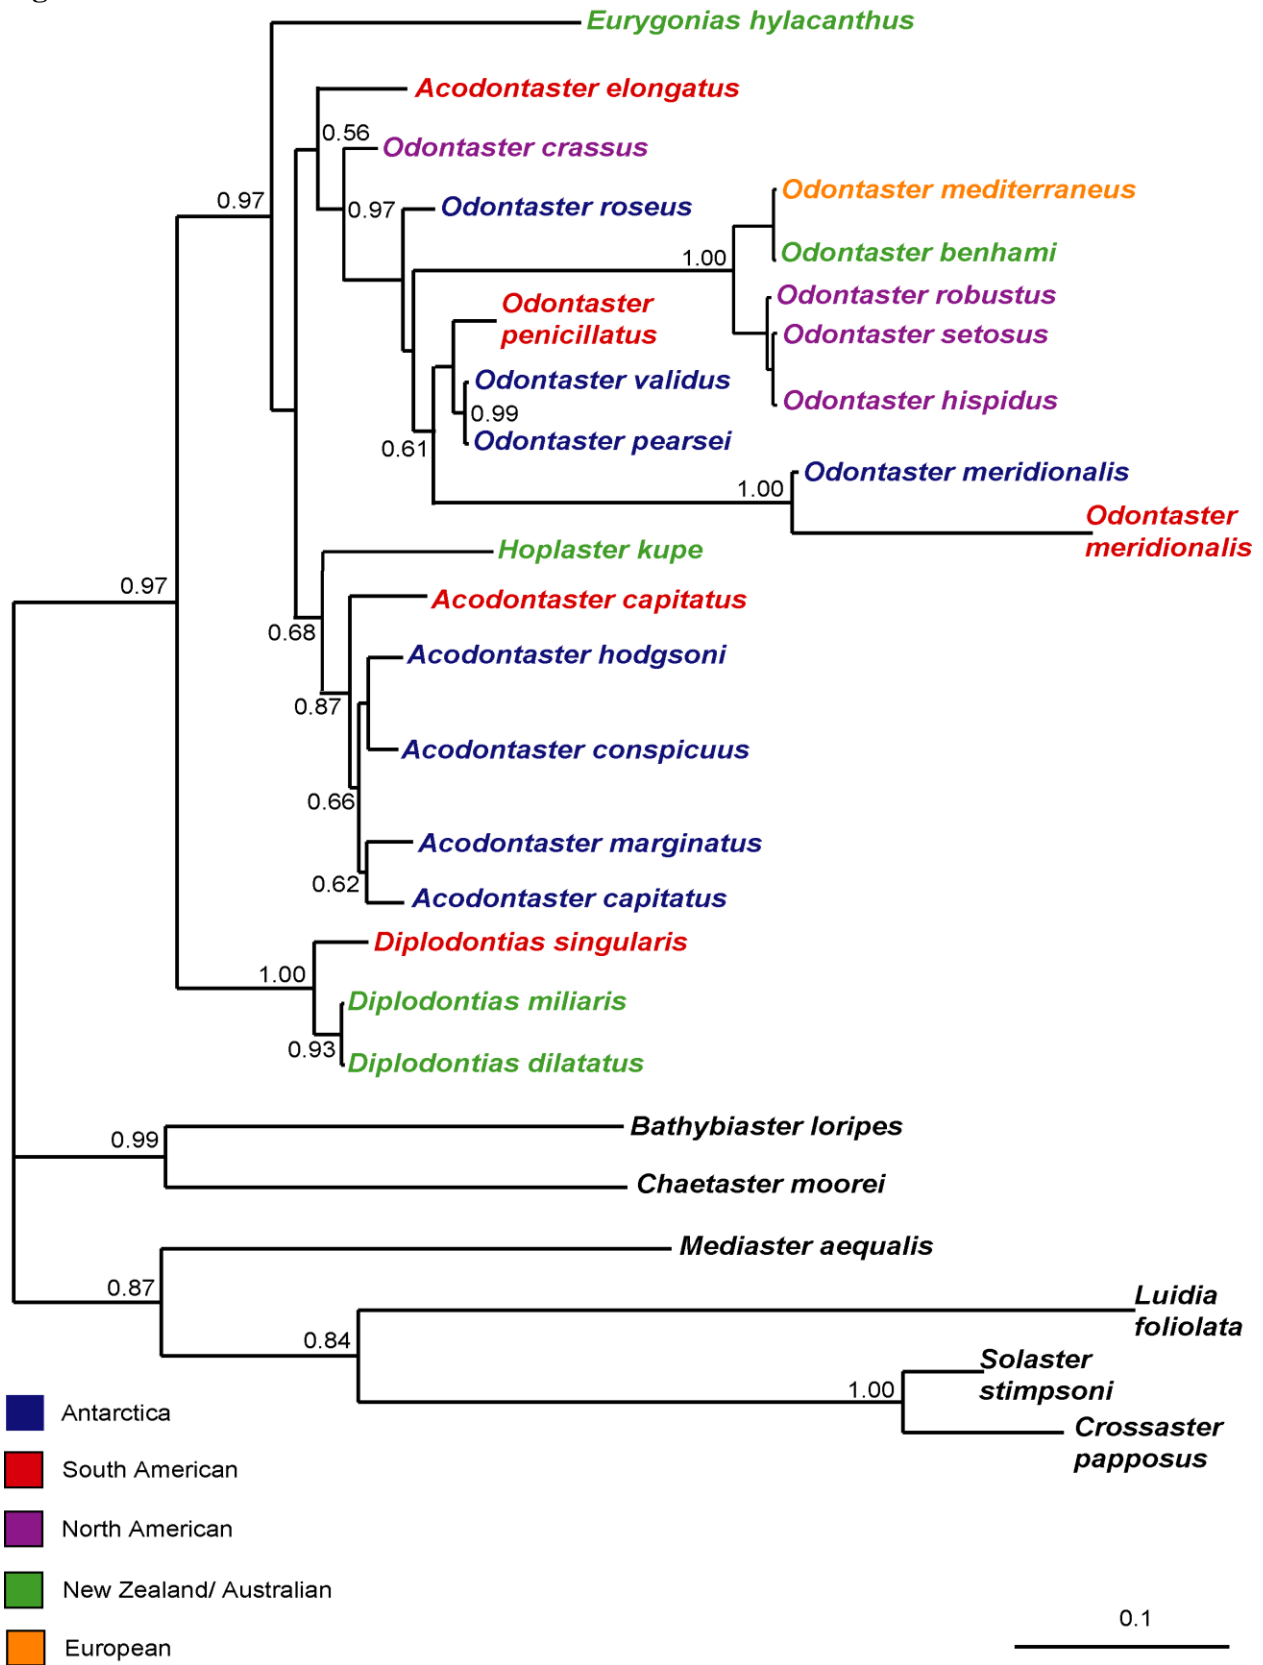 Eurygonias hylacanthus
Acodontaster elongatus
0.56
Odontaster crassus
Odontaster mediterraneus
0.97
0.97
Odontaster roseus
Odontaster benhami
1.00
Odontaster robustus
Odontaster
penicillatus
Odontaster setosus
Odontaster validus
Odontaster hispidus
0.99
Odontaster pearsei
0.61
Odontaster meridionalis
1.00
Odontaster
meridionalis
Hoplaster kupe
0.97
Acodontaster capitatus
0.68
Acodontaster hodgsoni
0.87
Acodontaster conspicuus
0.66
Acodontaster marginatus
0.62
Acodontaster capitatus
Diplodontias singularis
1.00
Diplodontias miliaris
0.93
Diplodontias dilatatus
Bathybiaster loripes
0.99
Chaetaster moorei
Mediaster aequalis
0.87
Luidia
foliolata
0.84
Solaster
stimpsoni
1.00
Crossaster
papposus
Antarctica
South American
North American
New Zealand/ Australian
European
0.1